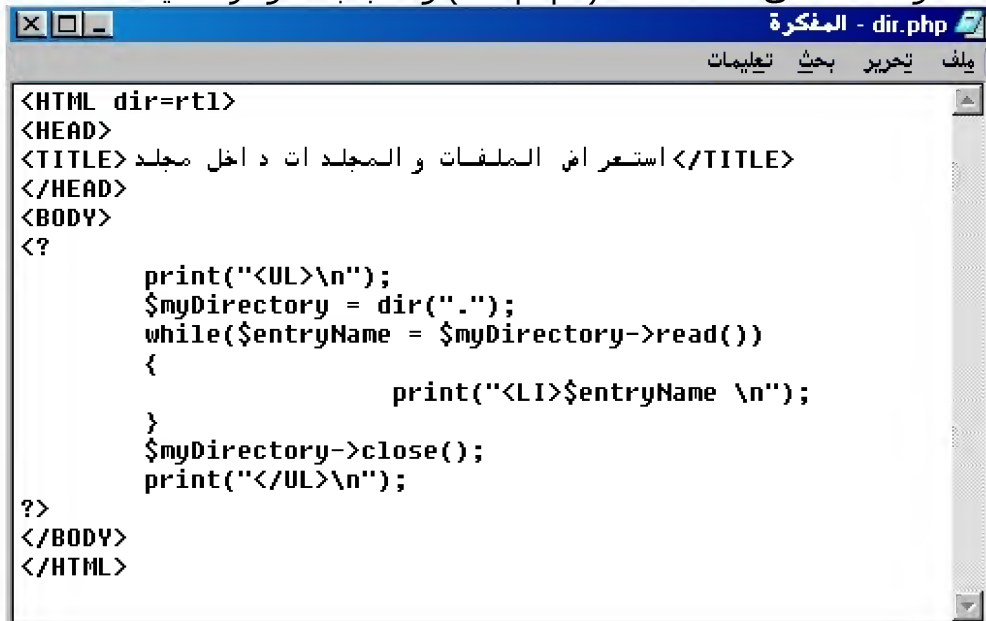 dir.php - المفكرة
ملف تحرير بحث تعليمات
<HTML dir=rtl>
<HEAD>
<TITLE>استعراض الملفات والمجلدات داخل مجلد</TITLE>
</HEAD>
<BODY>
<?
print("<UL>\n");
$myDirectory = dir(".");
while($entryName = $myDirectory->read())
{
print("<LI>$entryName \n");
}
$myDirectory->close();
print("</UL>\n");
?>
</BODY>
</HTML>